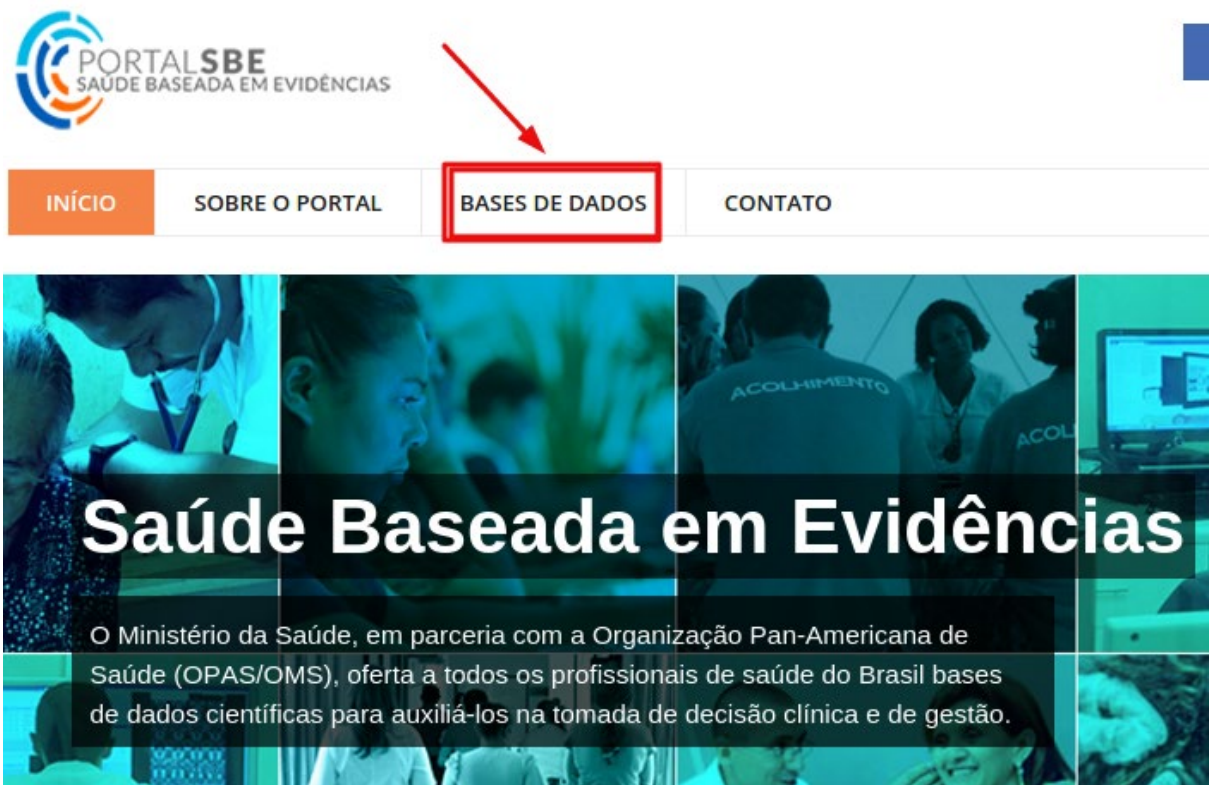 PORTALSBE
SAÚDE BASEADA EM EVIDÊNCIAS
INÍCIO SOBRE O PORTAL BASES DE DADOS CONTATO
ACOLHIMENTO
ACOL
Saúde Baseada em Evidências
O Ministério da Saúde, em parceria com a Organização Pan-Americana de
Saúde (OPAS/OMS), oferta a todos os profissionais de saúde do Brasil bases
de dados científicas para auxiliá-los na tomada de decisão clínica e de gestão.